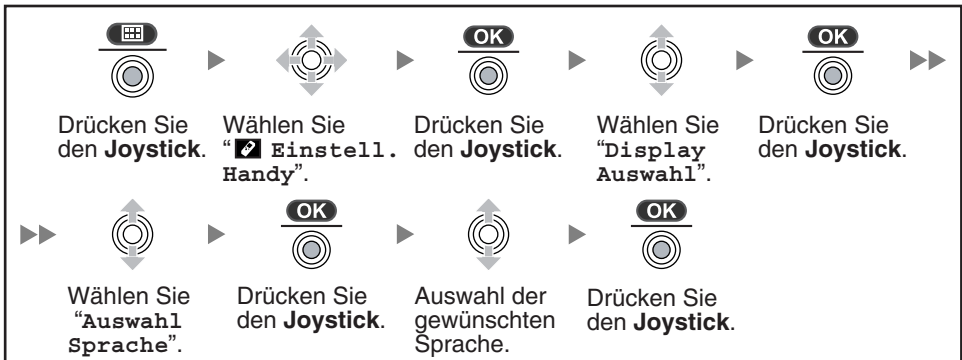 OK OK
Drücken Sie
den Joystick.
Wählen Sie
“ Einstell.
Handy”.
Drücken Sie
den Joystick.
Wählen Sie
“Display
Auswahl”.
Drücken Sie
den Joystick.
OK OK
Wählen Sie
“Auswahl
Sprache”.
Drücken Sie
den Joystick.
Auswahl der
gewünschten
Sprache.
Drücken Sie
den Joystick.